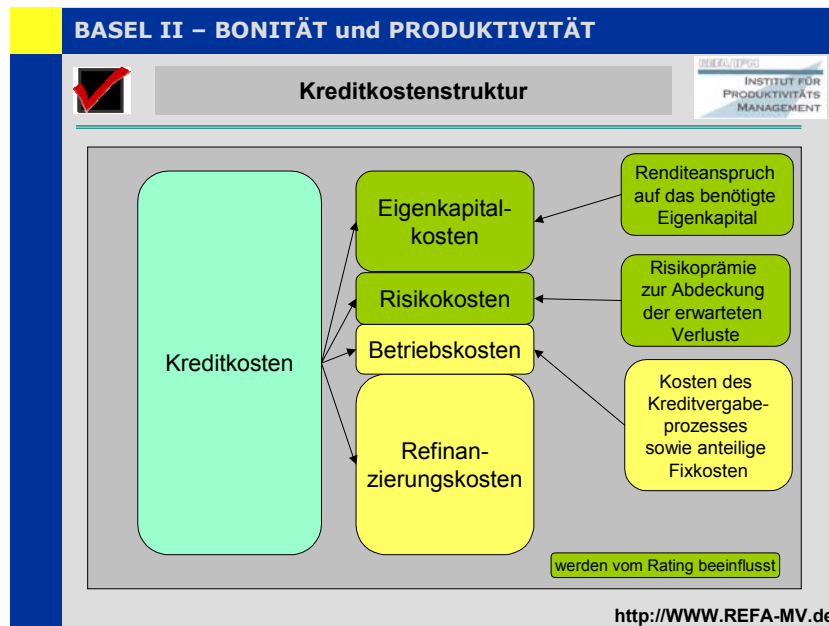 BASEL II – BONITÄT und PRODUKTIVITÄT
Kreditkostenstruktur
REFA/IPM
INSTITUT FÜR
PRODUKTIVITÄTS
MANAGEMENT
Kreditkosten
Eigenkapital-
kosten
Risikokosten
Betriebskosten
Refinan-
zierungskosten
Renditeanspruch
auf das benötigte
Eigenkapital
Risikoprämie
zur Abdeckung
der erwarteten
Verluste
Kosten des
Kreditvergabe-
prozesses
sowie anteilige
Fixkosten
werden vom Rating beeinflusst
http://WWW.REFA-MV.de